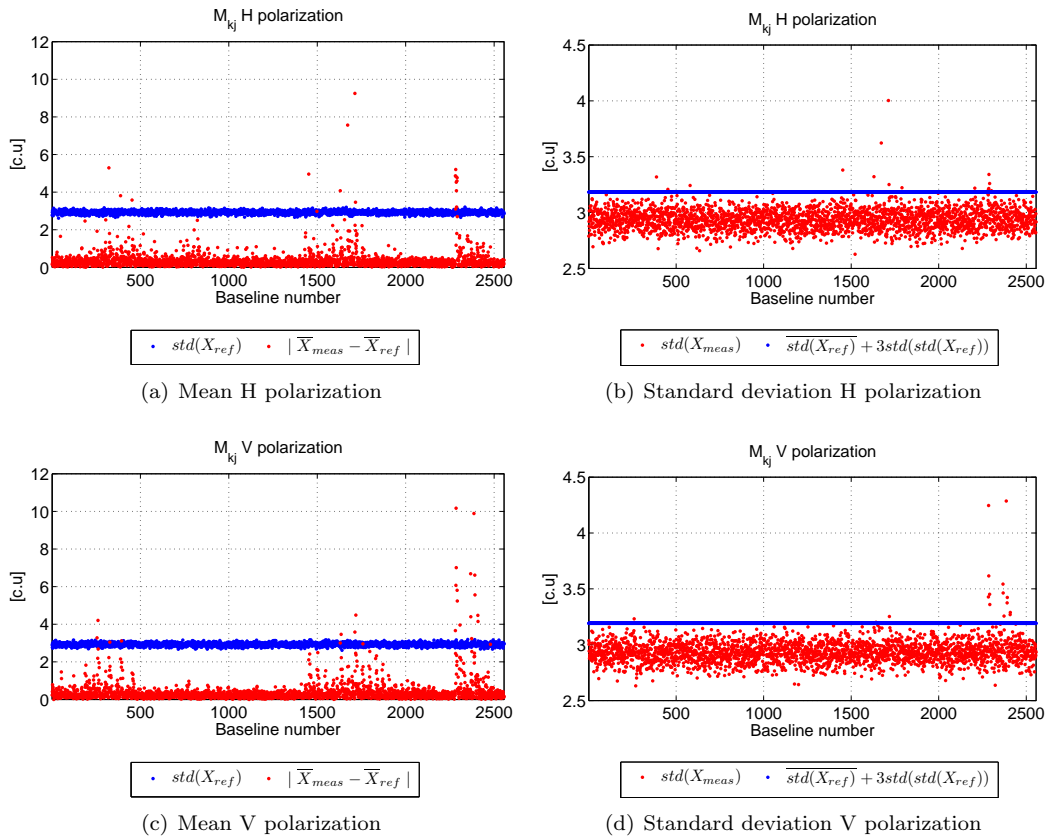 M_kj H polarization
12
10
8
6
4
2
0
[c.u]
500 1000 1500 2000 2500
Baseline number
std(X_ref) | X̅_meas − X̅_ref |
(a) Mean H polarization
M_kj H polarization
4.5
4
3.5
3
2.5
500 1000 1500 2000 2500
Baseline number
std(X_meas) \overline{std(X_ref)} + 3std(std(X_ref))
(b) Standard deviation H polarization
M_kj V polarization
12
10
8
6
4
2
0
[c.u]
500 1000 1500 2000 2500
Baseline number
std(X_ref) | X̅_meas − X̅_ref |
(c) Mean V polarization
M_kj V polarization
4.5
4
3.5
3
2.5
500 1000 1500 2000 2500
Baseline number
std(X_meas) \overline{std(X_ref)} + 3std(std(X_ref))
(d) Standard deviation V polarization